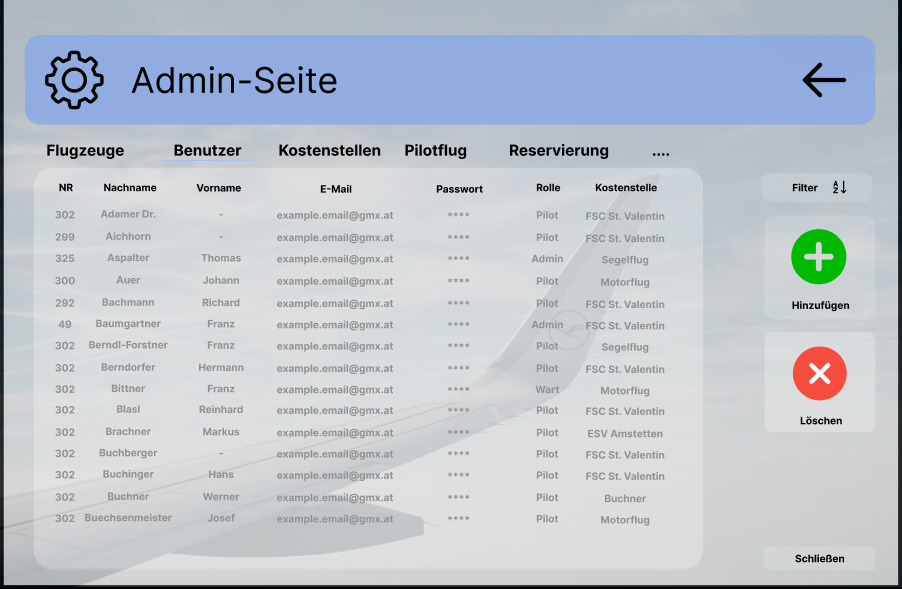 Admin-Seite
Flugzeuge Benutzer Kostenstellen Pilotflug Reservierung ....
NR Nachname Vorname E-Mail Passwort Rolle Kostenstelle
302 Adamer Dr. - example.email@gmx.at **** Pilot FSC St. Valentin
299 Aichhorn - example.email@gmx.at **** Pilot FSC St. Valentin
325 Aspalter Thomas example.email@gmx.at **** Admin Segelflug
300 Auer Johann example.email@gmx.at **** Pilot Motorflug
292 Bachmann Richard example.email@gmx.at **** Pilot FSC St. Valentin
49 Baumgartner Franz example.email@gmx.at **** Admin FSC St. Valentin
302 Berndl-Forstner Franz example.email@gmx.at **** Pilot Segelflug
302 Berndorfer Hermann example.email@gmx.at **** Pilot FSC St. Valentin
302 Bittner Franz example.email@gmx.at **** Wart Motorflug
302 Blasl Reinhard example.email@gmx.at **** Pilot FSC St. Valentin
302 Brachner Markus example.email@gmx.at **** Pilot ESV Amstetten
302 Buchberger - example.email@gmx.at **** Pilot FSC St. Valentin
302 Buchinger Hans example.email@gmx.at **** Pilot FSC St. Valentin
302 Buchner Werner example.email@gmx.at **** Pilot Buchner
302 Buechsenmeister Josef example.email@gmx.at **** Pilot Motorflug
Filter A Z
Hinzufügen
Löschen
Schließen